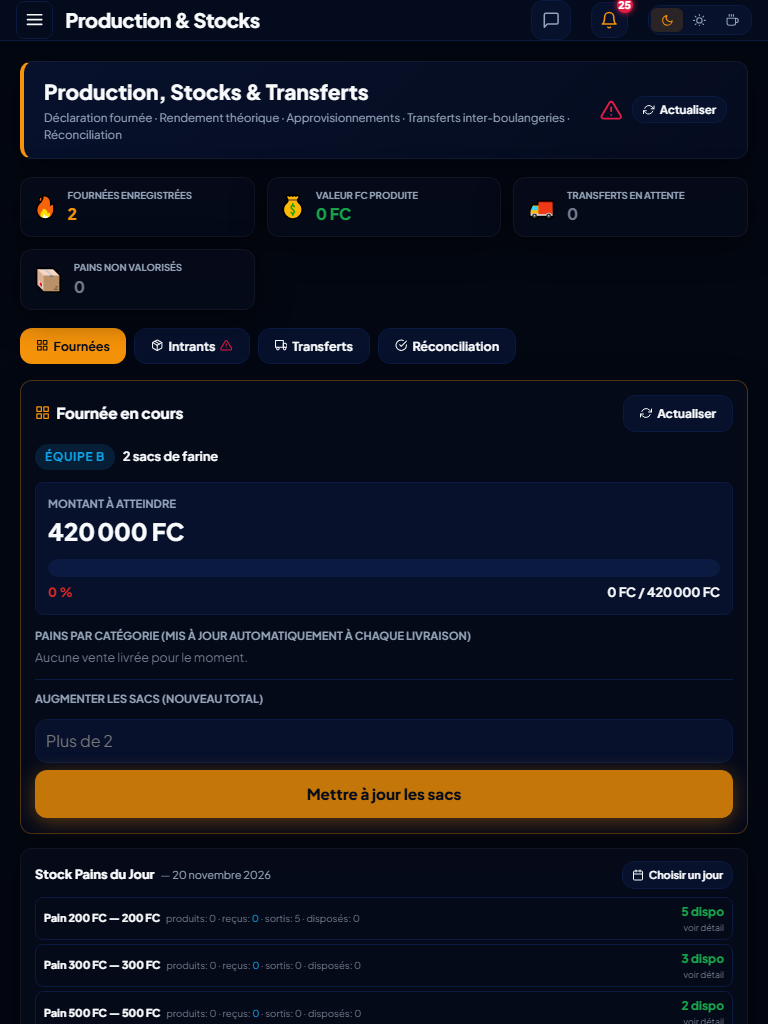 Production & Stocks
25
Production, Stocks & Transferts
Déclaration fournée · Rendement théorique · Approvisionnements · Transferts inter-boulangeries ·
Réconciliation
Actualiser
FOURNÉES ENREGISTRÉES
2
VALEUR FC PRODUITE
0 FC
TRANSFERTS EN ATTENTE
0
PAINS NON VALORISÉS
0
Fournées
Intrants
Transferts
Réconciliation
Fournée en cours
Actualiser
ÉQUIPE B 2 sacs de farine
MONTANT À ATTEINDRE
420 000 FC
0 % 0 FC / 420 000 FC
PAINS PAR CATÉGORIE (MIS À JOUR AUTOMATIQUEMENT À CHAQUE LIVRAISON)
Aucune vente livrée pour le moment.
AUGMENTER LES SACS (NOUVEAU TOTAL)
Plus de 2
Mettre à jour les sacs
Stock Pains du Jour — 20 novembre 2026 Choisir un jour
Pain 200 FC — 200 FC produits: 0 · reçus: 0 · sortis: 5 · disposés: 0 5 dispo
voir détail
Pain 300 FC — 300 FC produits: 0 · reçus: 0 · sortis: 0 · disposés: 0 3 dispo
voir détail
Pain 500 FC — 500 FC produits: 0 · reçus: 0 · sortis: 0 · disposés: 0 2 dispo
voir détail